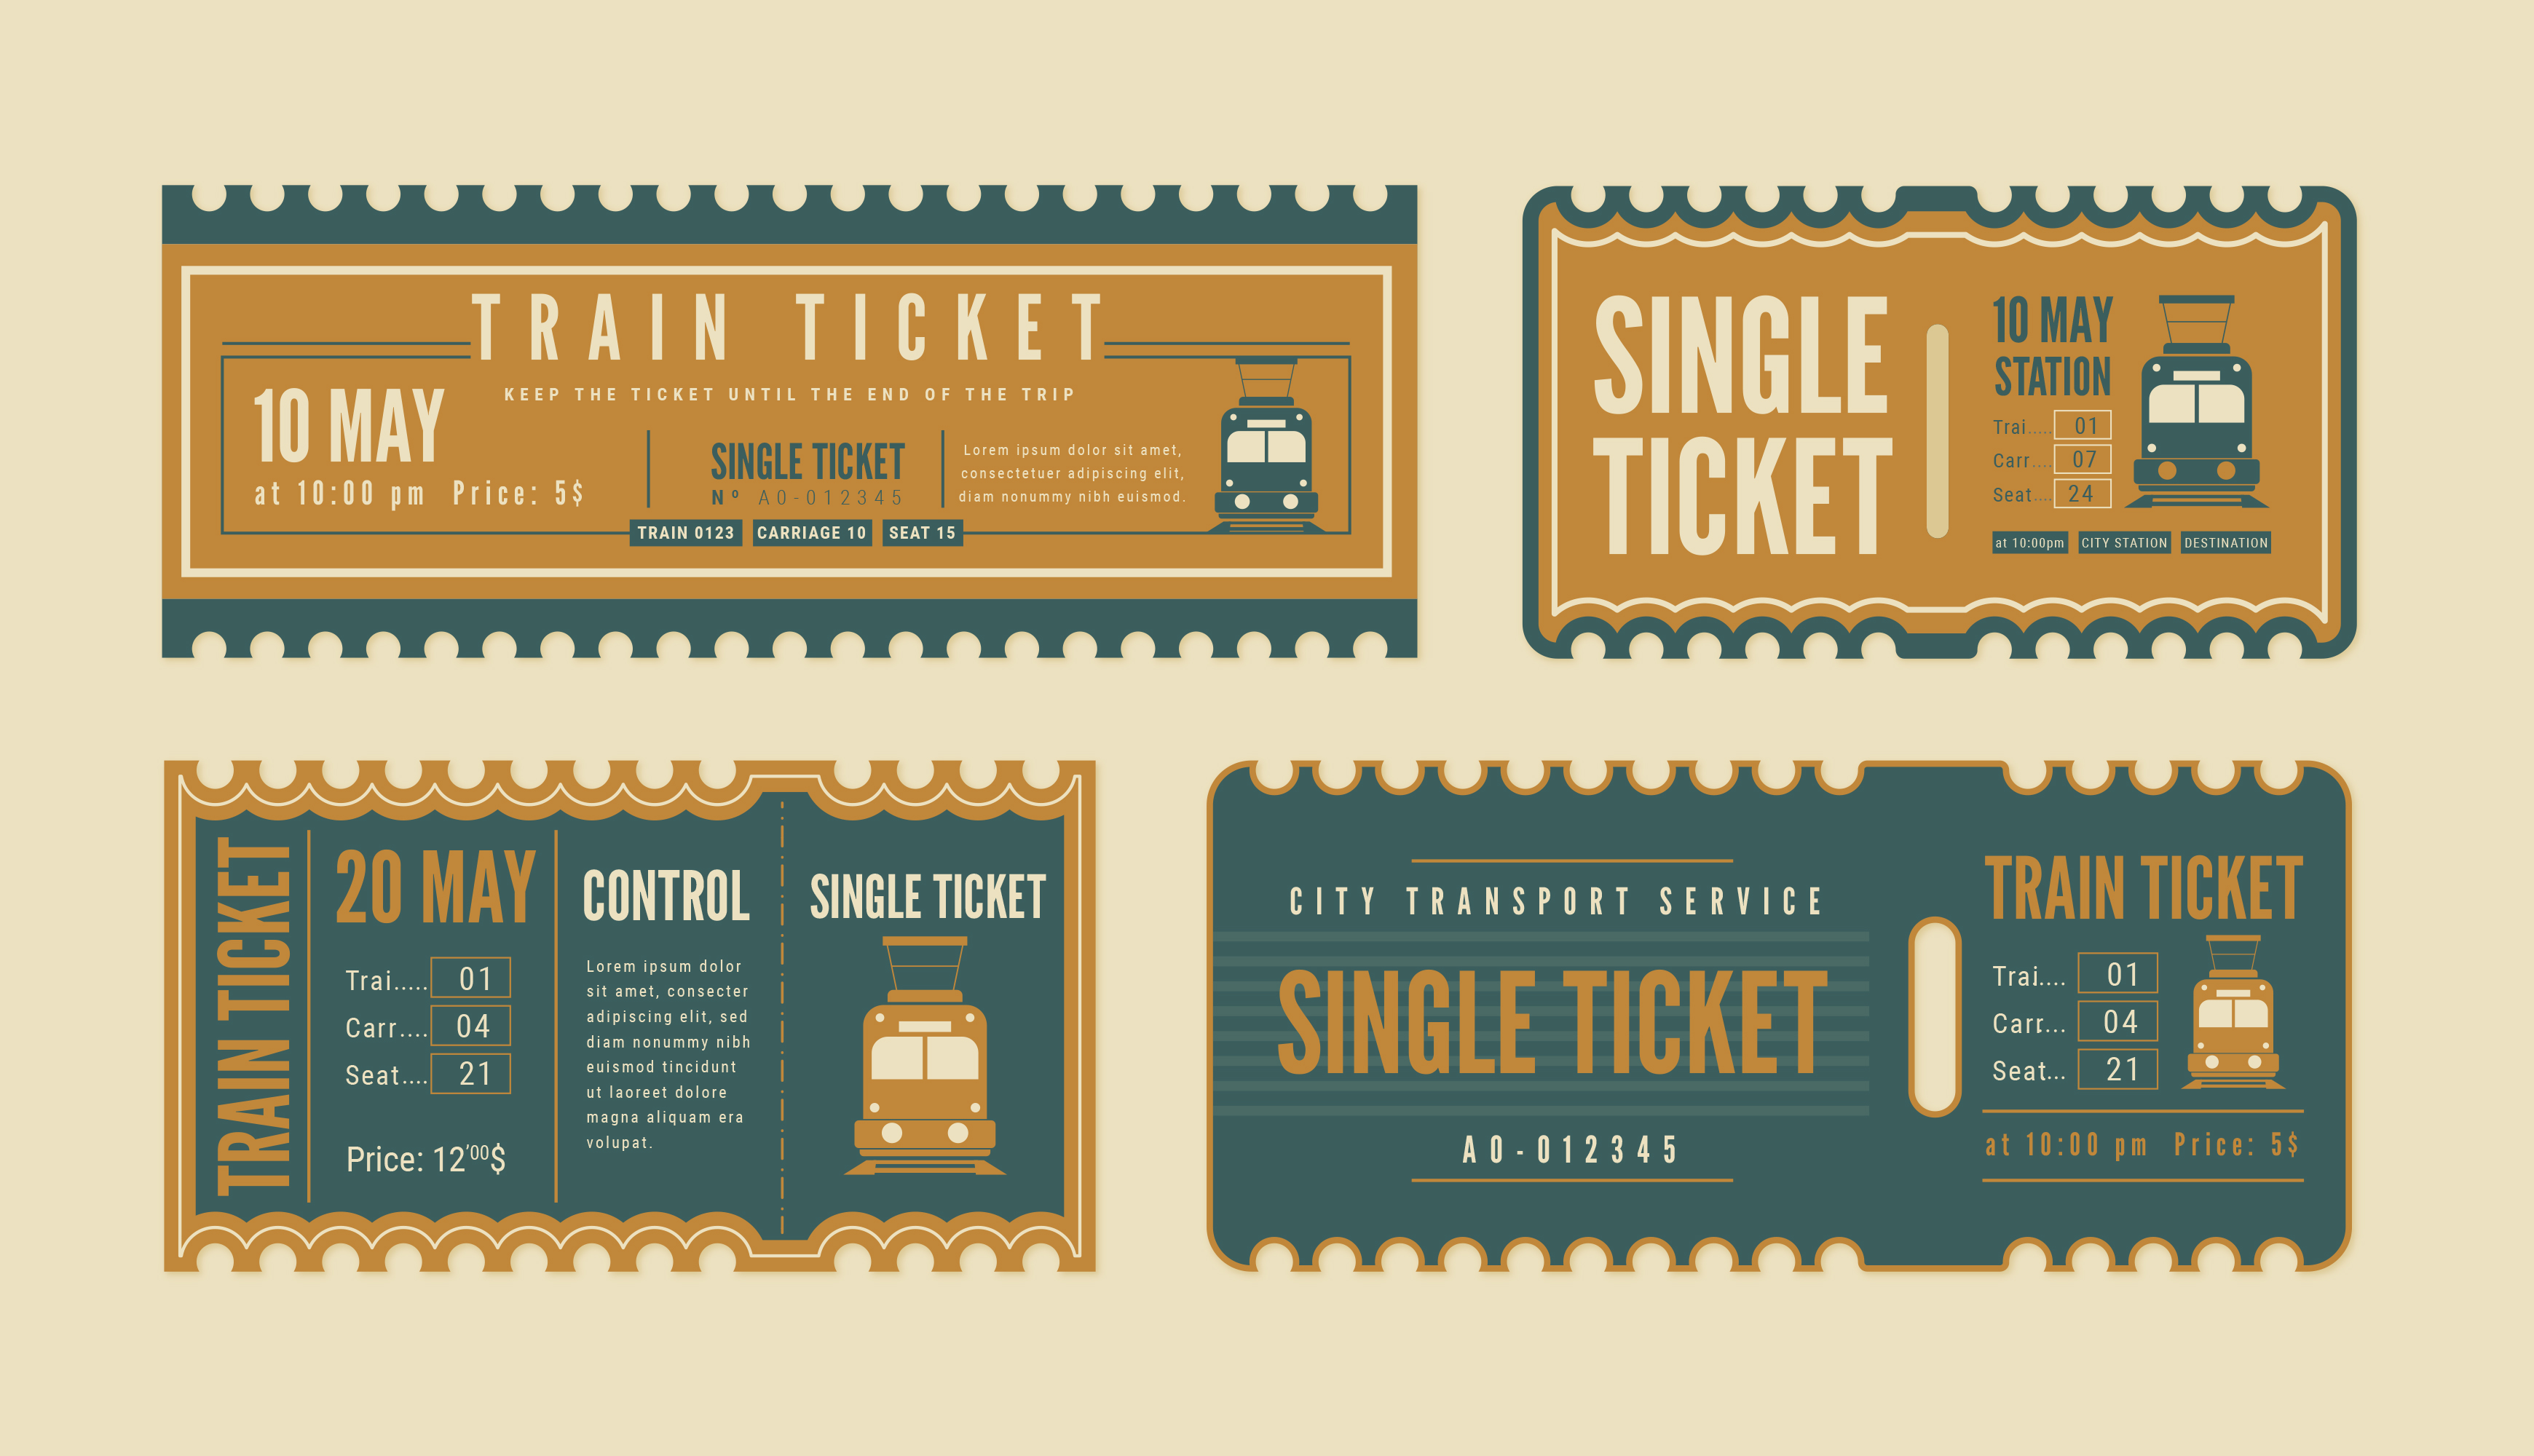 TRAIN TICKET
KEEP THE TICKET UNTIL THE END OF THE TRIP
10 MAY
at 10:00 pm Price: 5$
SINGLE TICKET
Nº A0-012345
Lorem ipsum dolor sit amet,
consectetuer adipiscing elit,
diam nonummy nibh euismod.
TRAIN 0123 CARRIAGE 10 SEAT 15
SINGLE
TICKET
10 MAY
STATION
Trai..... 01
Carr.... 07
Seat.... 24
at 10:00pm CITY STATION DESTINATION
TRAIN TICKET
20 MAY
Trai..... 01
Carr.... 04
Seat.... 21
Price: 12'00$
CONTROL
Lorem ipsum dolor
sit amet, consecter
adipiscing elit, sed
diam nonummy nibh
euismod tincidunt
ut laoreet dolore
magna aliquam era
volupat.
SINGLE TICKET
CITY TRANSPORT SERVICE
SINGLE TICKET
A0-012345
TRAIN TICKET
Trai.... 01
Carr... 04
Seat... 21
at 10:00 pm Price: 5$